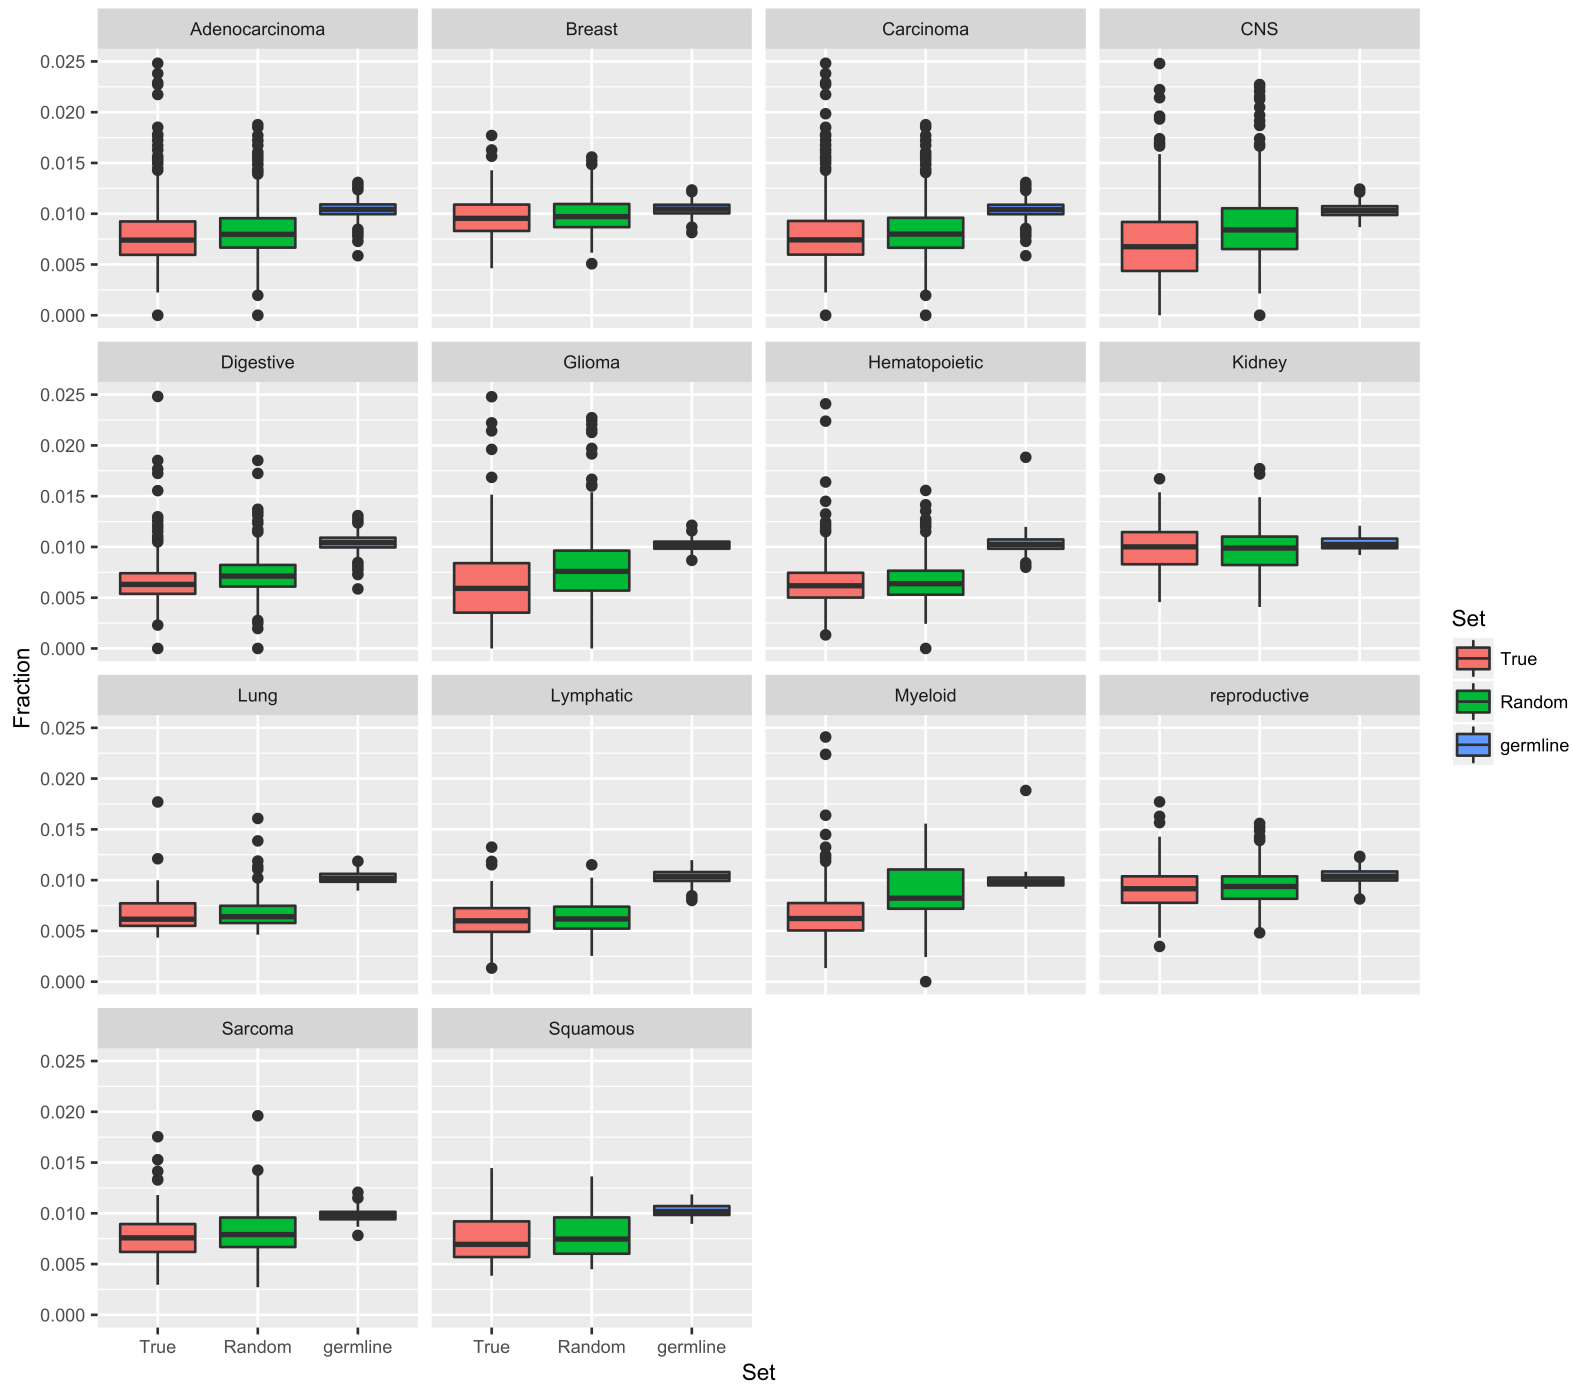 Adenocarcinoma Breast Carcinoma CNS
0.025
0.020
0.015
0.010
0.005
0.000
Digestive Glioma Hematopoietic Kidney
0.025
0.020
0.015
0.010
0.005
0.000
Lung Lymphatic Myeloid reproductive
0.025
0.020
0.015
0.010
0.005
0.000
Sarcoma Squamous
0.025
0.020
0.015
0.010
0.005
0.000
True Random germline True Random germline
Set
Fraction
Set
True
Random
germline